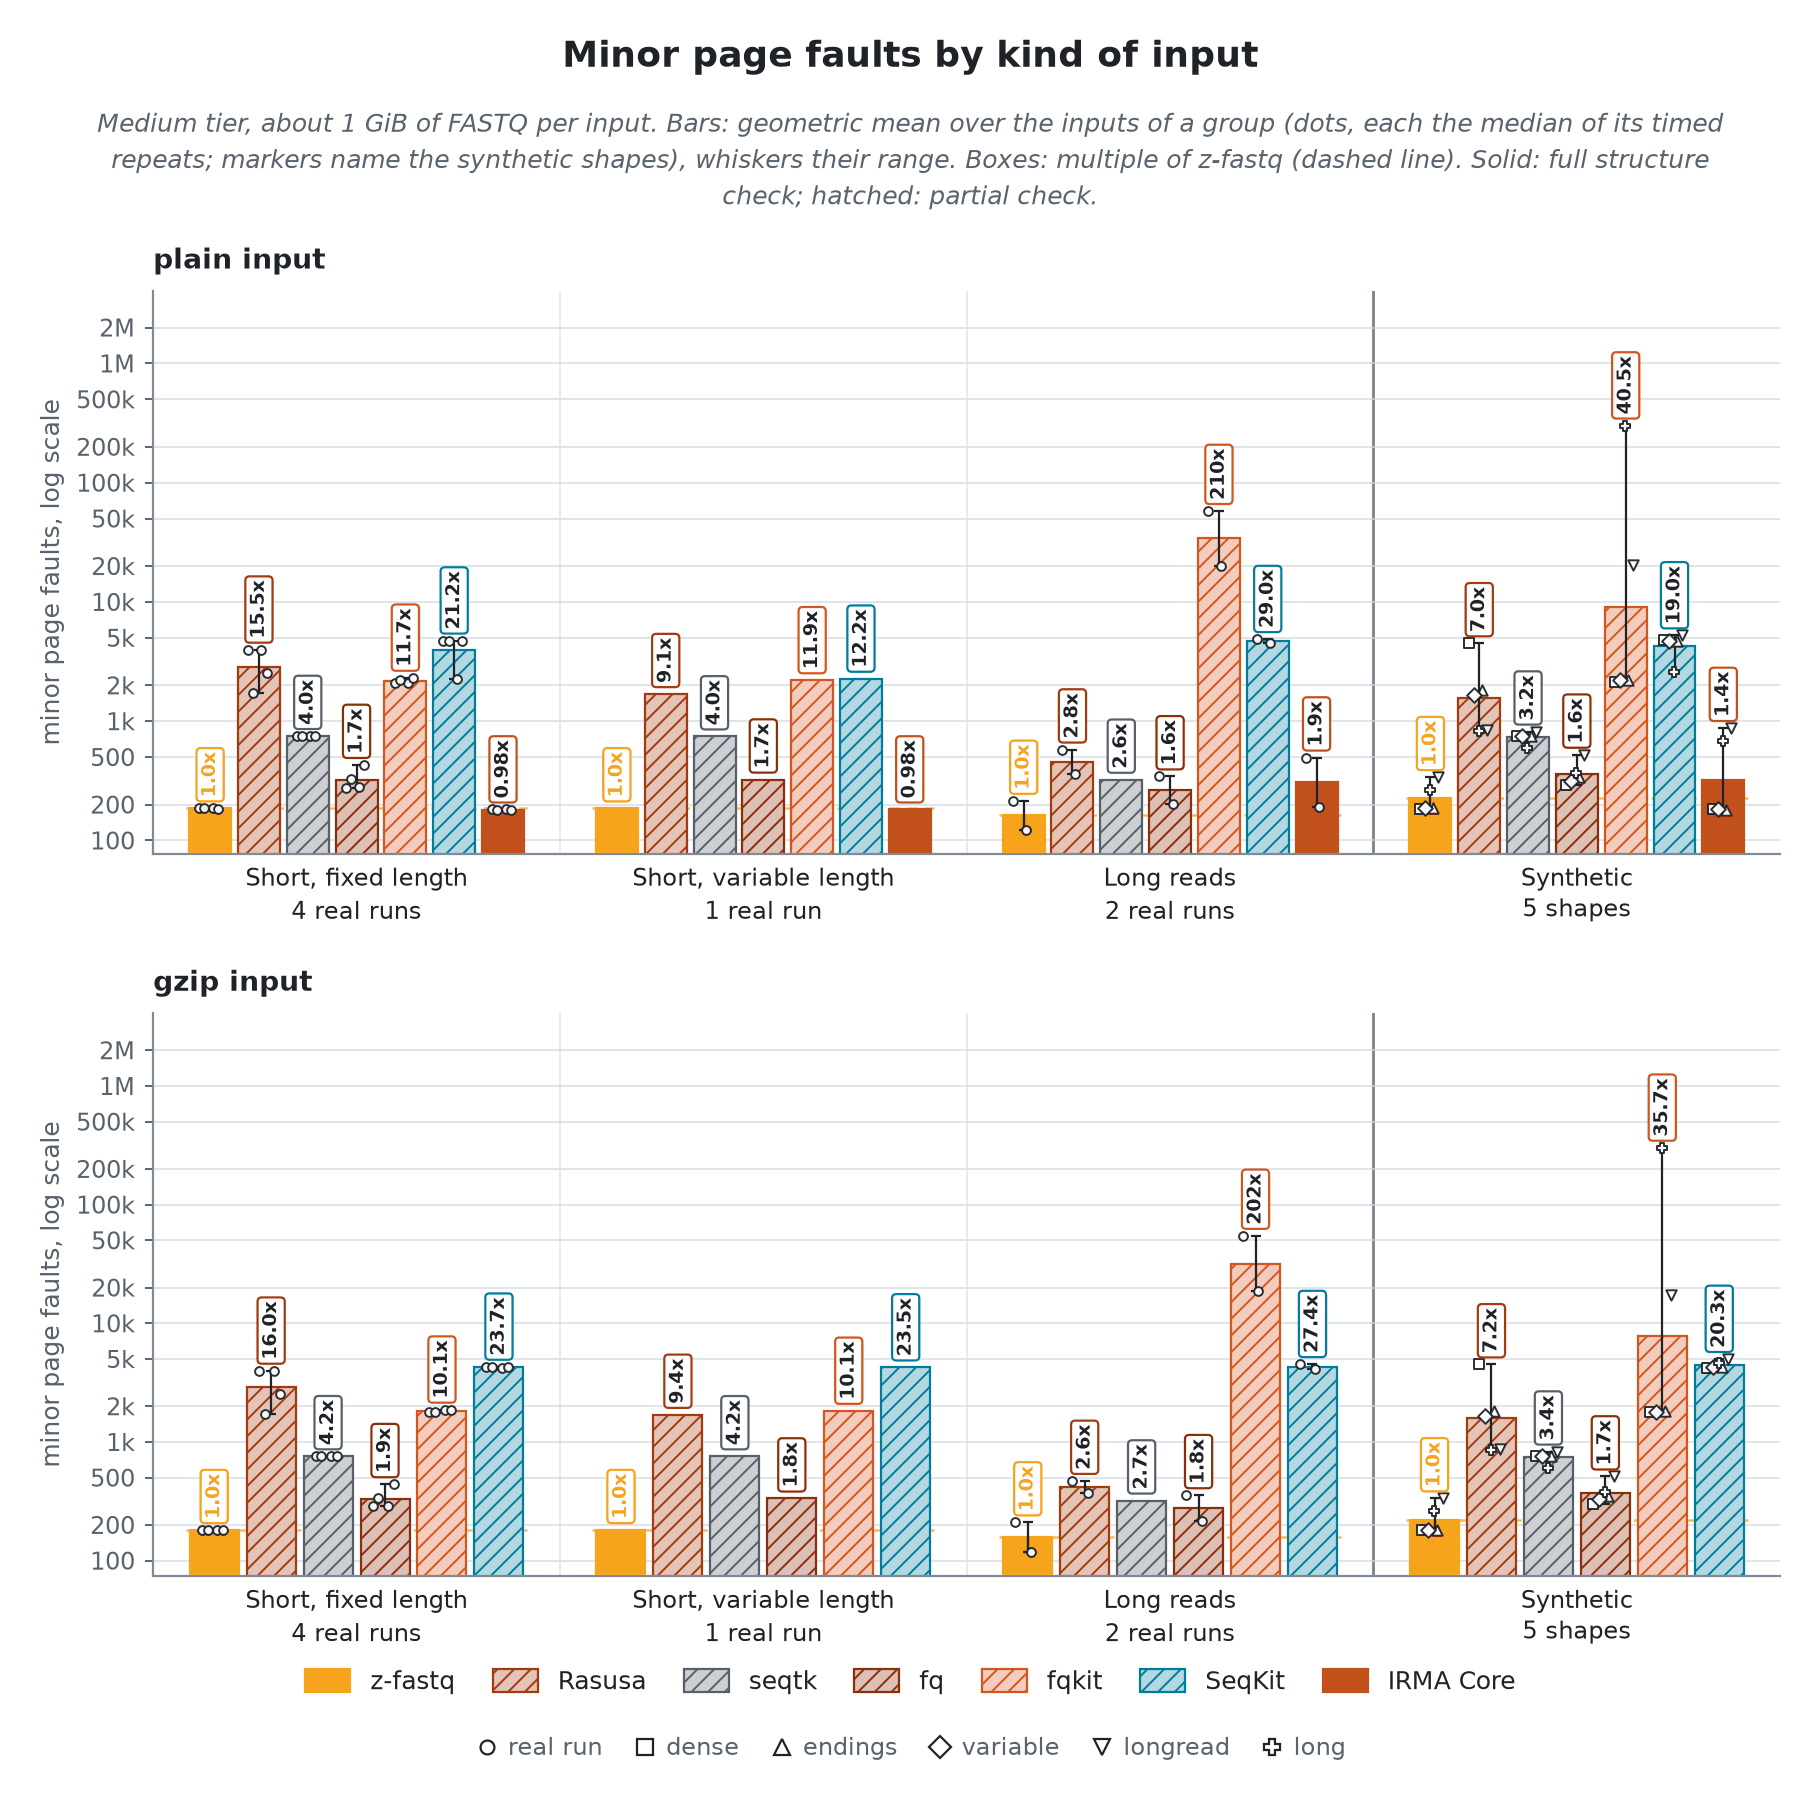 Minor page faults by kind of input
Medium tier, about 1 GiB of FASTQ per input. Bars: geometric mean over the inputs of a group (dots, each the median of its timed
repeats; markers name the synthetic shapes), whiskers their range. Boxes: multiple of z-fastq (dashed line). Solid: full structure
check; hatched: partial check.
plain input
minor page faults, log scale
2M
1M
500k
200k
100k
50k
20k
10k
5k
2k
1k
500
200
100
1.0x
15.5x
4.0x
1.7x
11.7x
21.2x
0.98x
1.0x
9.1x
4.0x
1.7x
11.9x
12.2x
0.98x
1.0x
2.8x
2.6x
1.6x
210x
29.0x
1.9x
1.0x
7.0x
3.2x
1.6x
40.5x
19.0x
1.4x
Short, fixed length
4 real runs
Short, variable length
1 real run
Long reads
2 real runs
Synthetic
5 shapes
gzip input
minor page faults, log scale
2M
1M
500k
200k
100k
50k
20k
10k
5k
2k
1k
500
200
100
1.0x
16.0x
4.2x
1.9x
10.1x
23.7x
1.0x
9.4x
4.2x
1.8x
10.1x
23.5x
1.0x
2.6x
2.7x
1.8x
202x
27.4x
1.0x
7.2x
3.4x
1.7x
35.7x
20.3x
Short, fixed length
4 real runs
Short, variable length
1 real run
Long reads
2 real runs
Synthetic
5 shapes
z-fastq Rasusa seqtk fq fqkit SeqKit IRMA Core
real run dense endings variable longread long